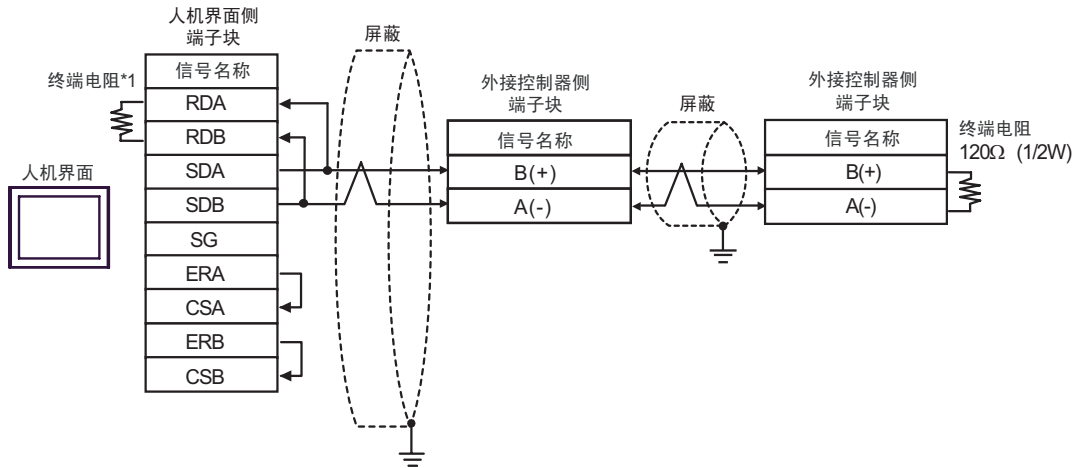 人机界面侧
端子块
信号名称
终端电阻*1
RDA
RDB
SDA
SDB
SG
ERA
CSA
ERB
CSB
人机界面
屏蔽
外接控制器侧
端子块
信号名称
B(+)
A(-)
屏蔽
外接控制器侧
端子块
信号名称
B(+)
A(-)
终端电阻
120Ω (1/2W)